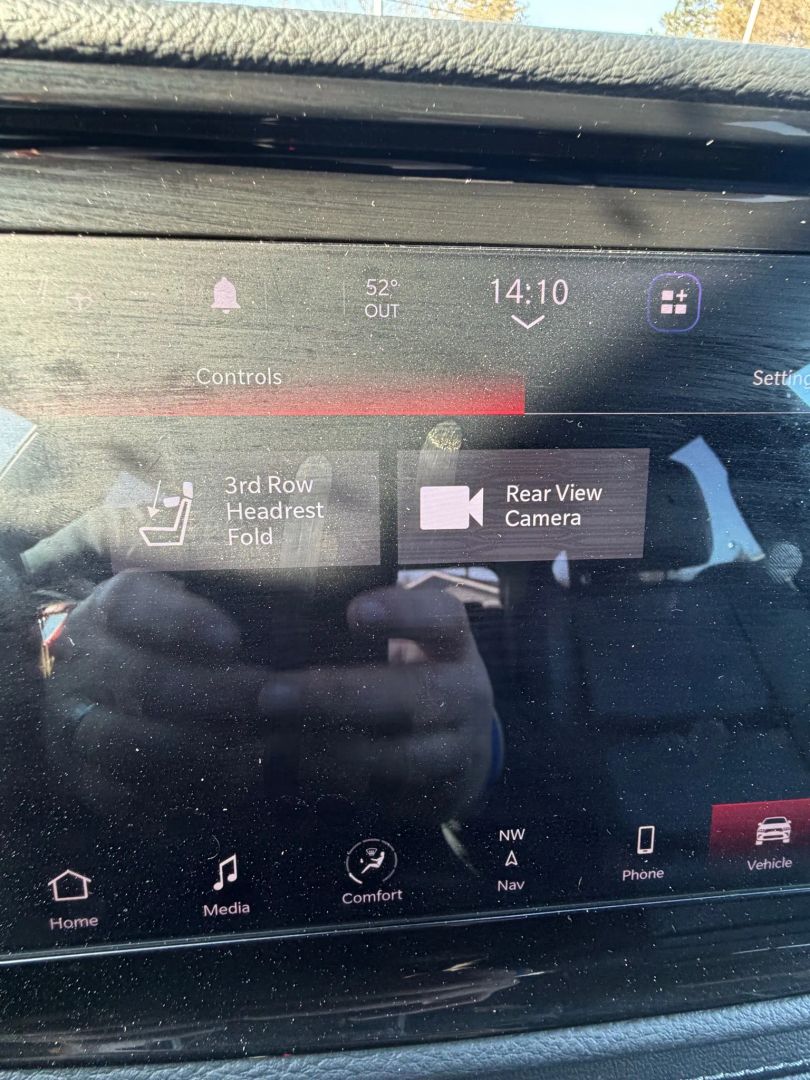 52°
OUT
14:10
Controls
Setting
3rd Row
Headrest
Fold
Rear View
Camera
Home
Media
Comfort
NW
Nav
Phone
Vehicle